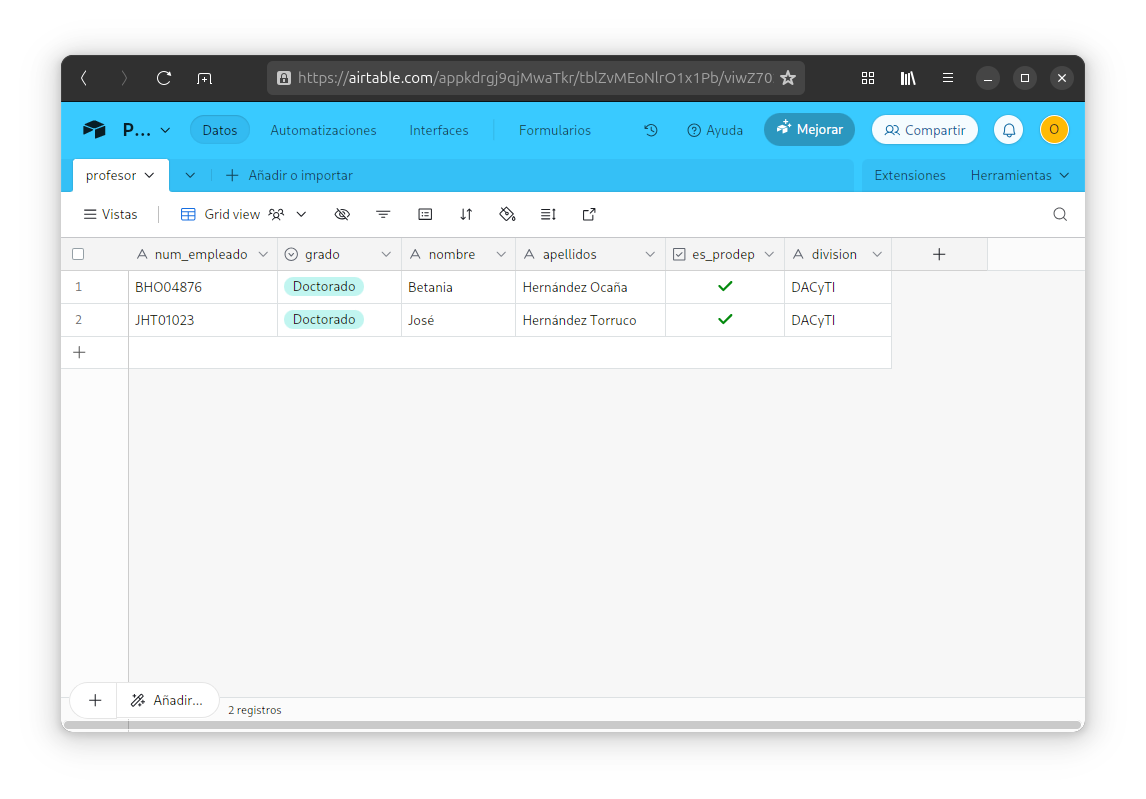 https://airtable.com/appkdrgj9qjMwaTkr/tblZvMEoNlrO1x1Pb/viwZ70
P... Datos Automatizaciones Interfaces Formularios Ayuda Mejorar Compartir O
profesor Añadir o importar Extensiones Herramientas
Vistas Grid view
num_empleado grado nombre apellidos es_prodep division
1 BHO04876 Doctorado Betania Hernández Ocaña DACyTI
2 JHT01023 Doctorado José Hernández Torruco DACyTI
Añadir...
2 registros